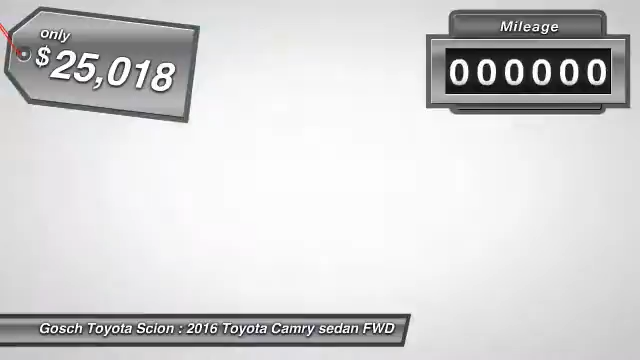 only
$25,018
Mileage
000000
Gosch Toyota Scion : 2016 Toyota Camry sedan FWD